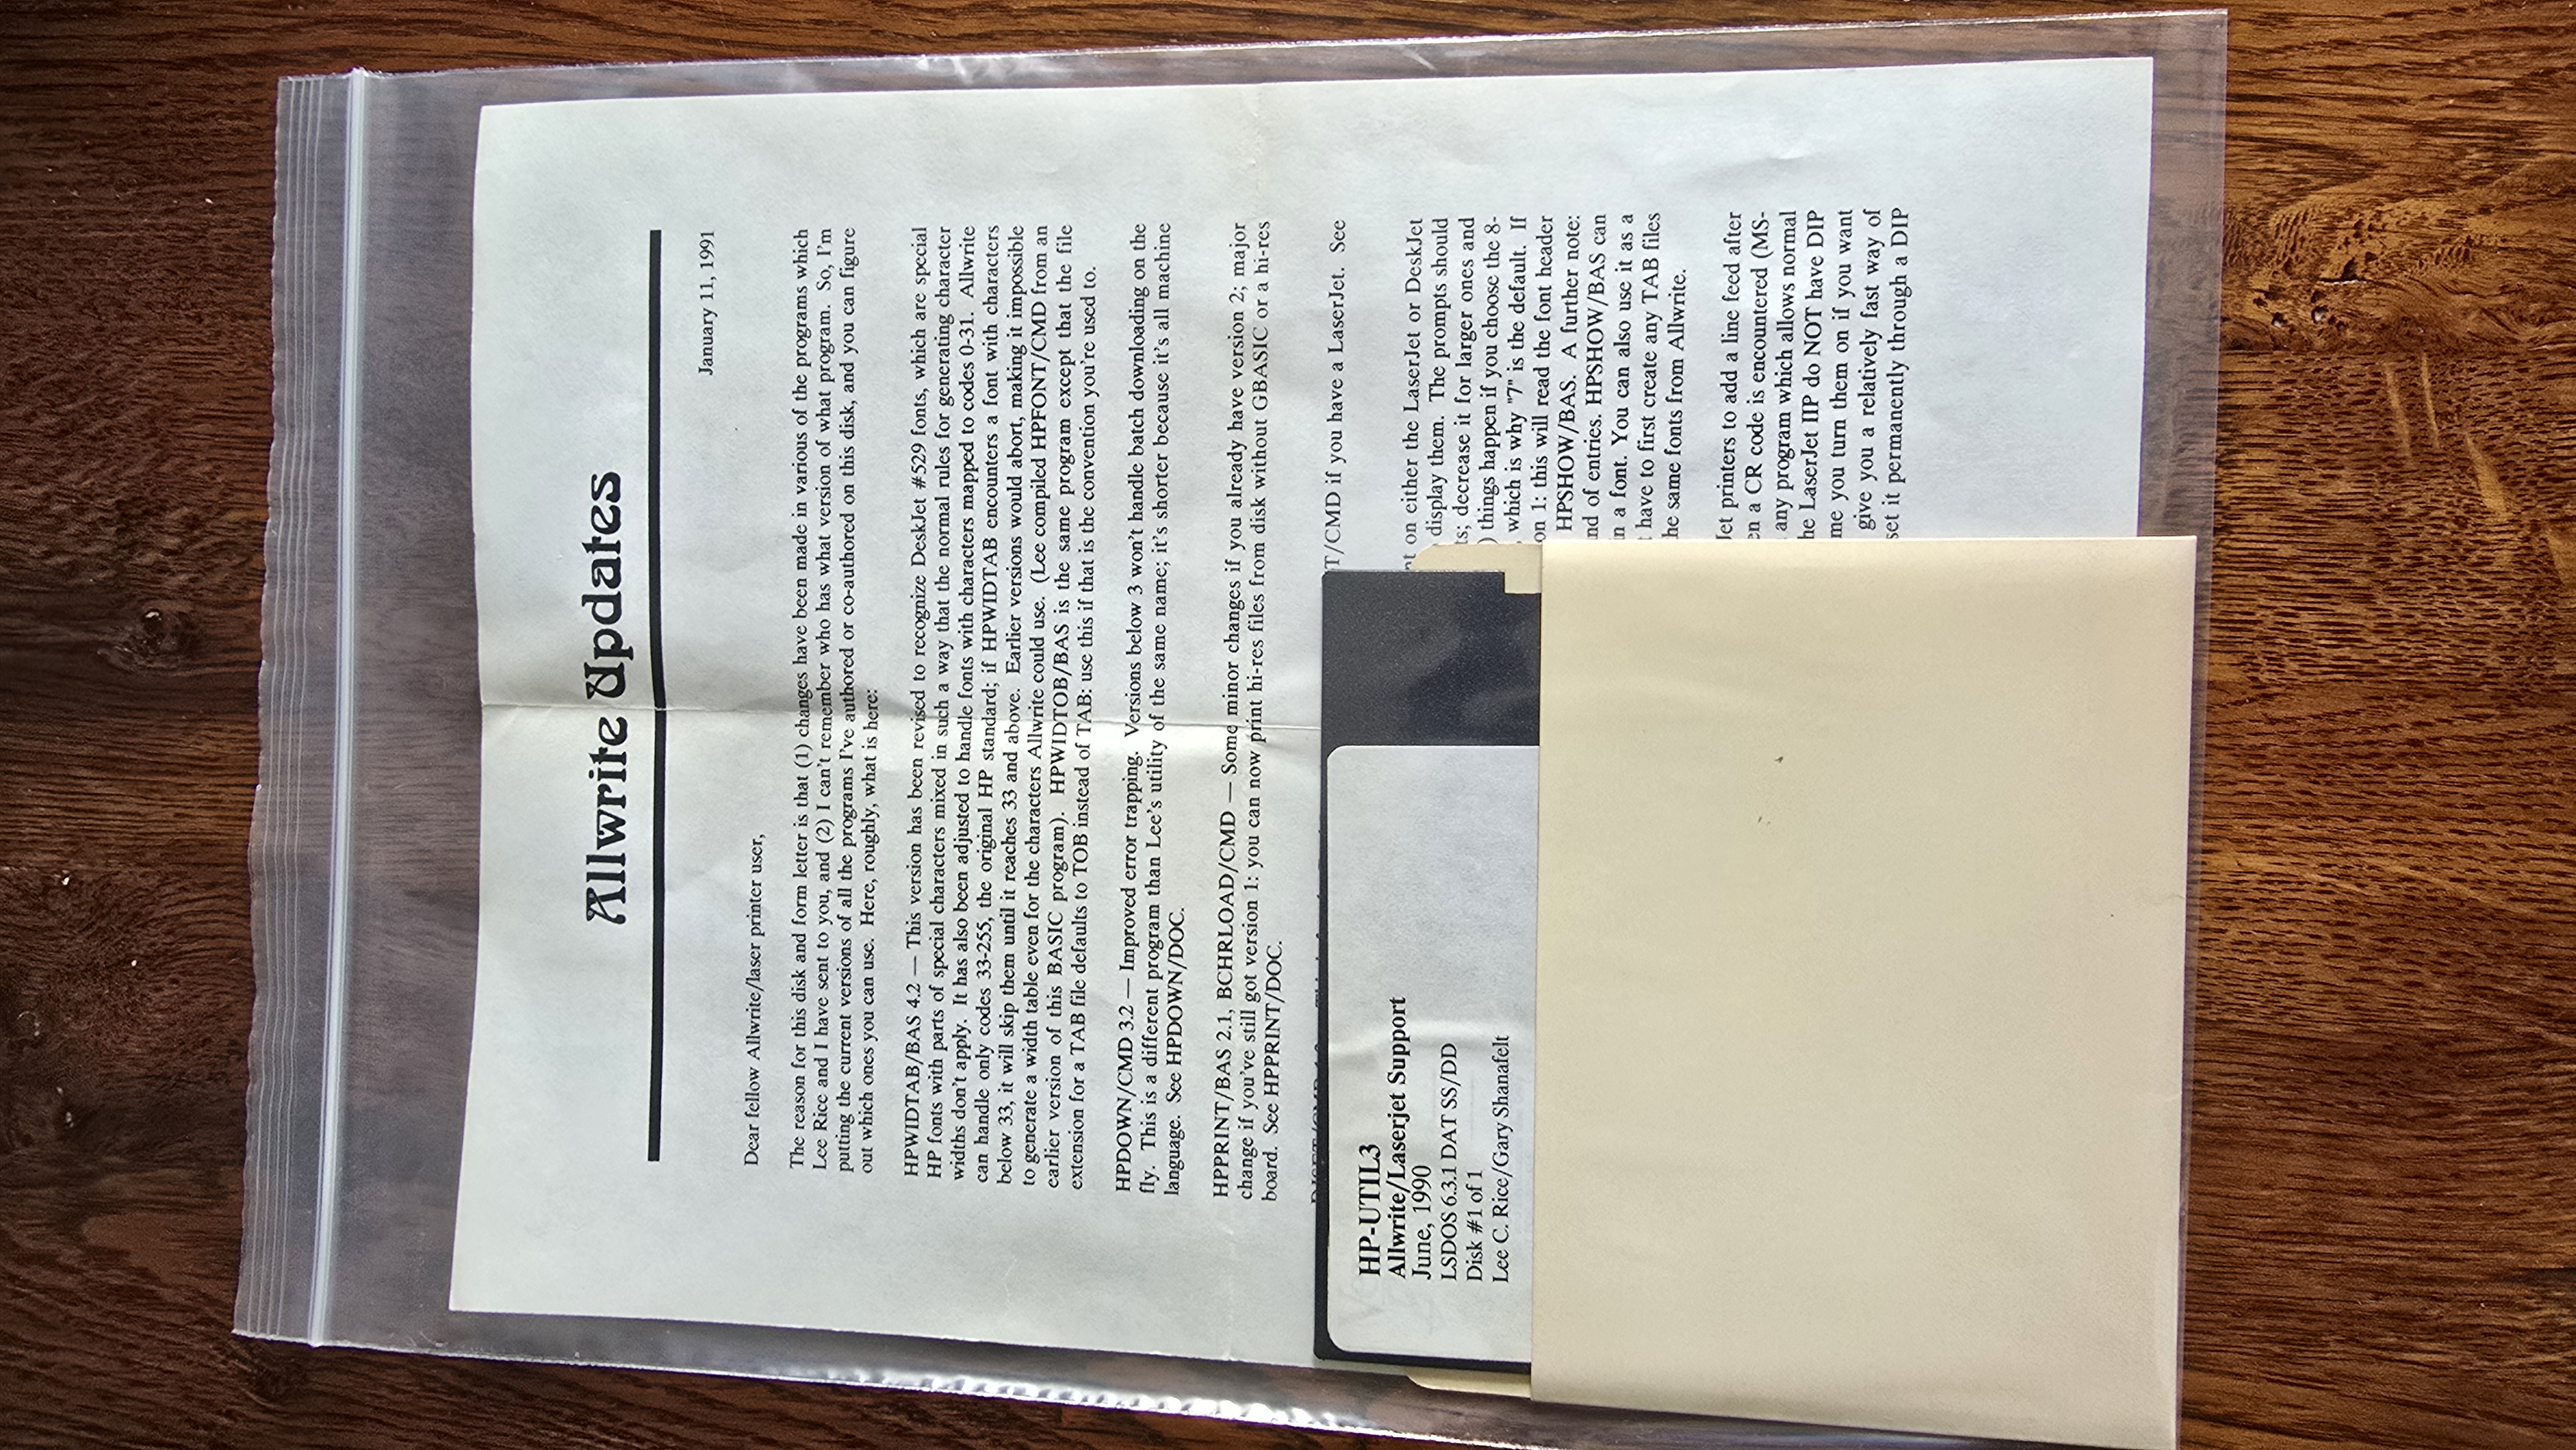 Allwrite Updates
January 11, 1991
Dear fellow Allwrite/laser printer user,
The reason for this disk and form letter is that (1) changes have been made in various of the programs which
Lee Rice and I have sent to you, and (2) I can't remember who has what version of what program. So, I'm
putting the current versions of all the programs I've authored or co-authored on this disk, and you can figure
out which ones you can use. Here, roughly, what is here:
HPWIDTAB/BAS 4.2 — This version has been revised to recognize DeskJet #529 fonts, which are special
HP fonts with parts of special characters mixed in such a way that the normal rules for generating character
widths don't apply. It has also been adjusted to handle fonts with characters mapped to codes 0-31. Allwrite
can handle only codes 33-255, the original HP standard; if HPWIDTAB encounters a font with characters
below 33, it will skip them until it reaches 33 and above. Earlier versions would abort, making it impossible
to generate a width table even for the characters Allwrite could use. (Lee compiled HPFONT/CMD from an
earlier version of this BASIC program). HPWIDTOB/BAS is the same program except that the file
extension for a TAB file defaults to TOB instead of TAB: use this if that is the convention you're used to.
HPDOWN/CMD 3.2 — Improved error trapping. Versions below 3 won't handle batch downloading on the
fly. This is a different program than Lee's utility of the same name; it's shorter because it's all machine
language. See HPDOWN/DOC.
HPPRINT/BAS 2.1, BCHRLOAD/CMD — Some minor changes if you already have version 2; major
change if you've still got version 1: you can now print hi-res files from disk without GBASIC or a hi-res
board. See HPPRINT/DOC.
T/CMD if you have a LaserJet. See
nt on either the LaserJet or DeskJet
display them. The prompts should
ts; decrease it for larger ones and
) things happen if you choose the 8-
, which is why "7" is the default. If
on 1: this will read the font header
HPSHOW/BAS. A further note:
nd of entries. HPSHOW/BAS can
n a font. You can also use it as a
t have to first create any TAB files
he same fonts from Allwrite.
Jet printers to add a line feed after
en a CR code is encountered (MS-
any program which allows normal
he LaserJet IIP do NOT have DIP
me you turn them on if you want
give you a relatively fast way of
set it permanently through a DIP
HP-UTIL3
Allwrite/Laserjet Support
June, 1990
LSDOS 6.3.1 DAT SS/DD
Disk #1 of 1
Lee C. Rice/Gary Shanafelt